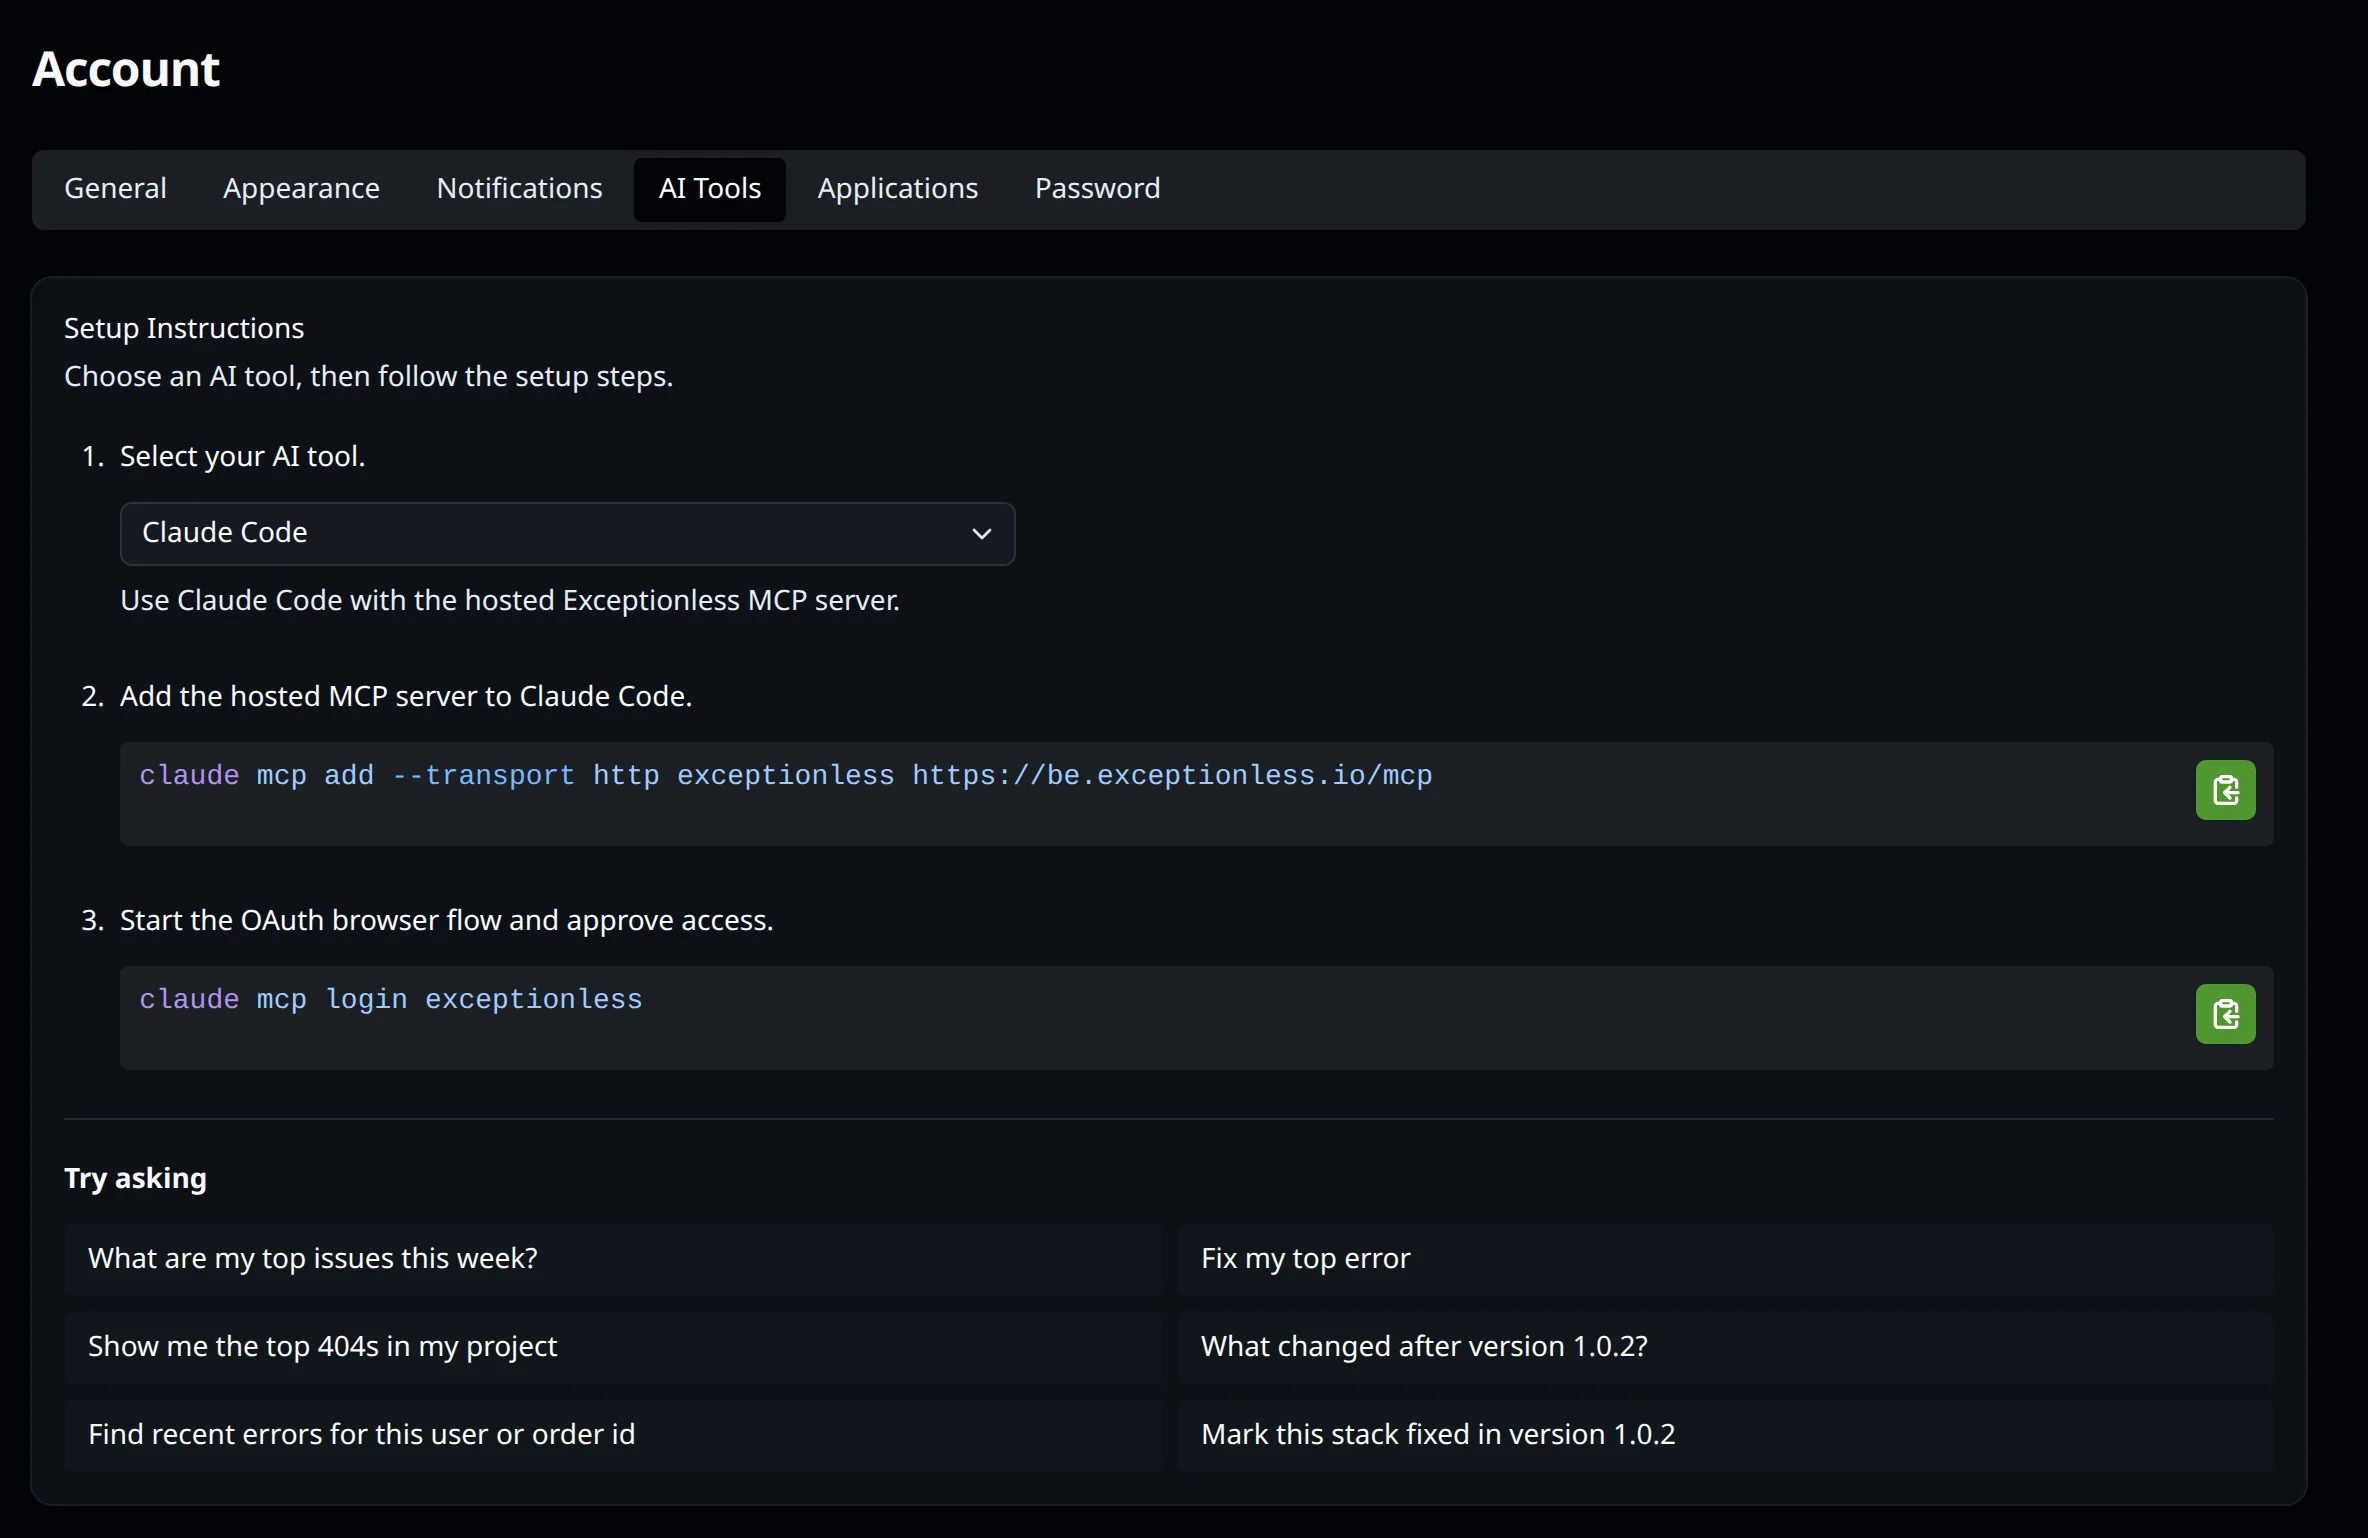 Account
General Appearance Notifications AI Tools Applications Password
Setup Instructions
Choose an AI tool, then follow the setup steps.
1. Select your AI tool.
Claude Code
Use Claude Code with the hosted Exceptionless MCP server.
2. Add the hosted MCP server to Claude Code.
claude mcp add --transport http exceptionless https://be.exceptionless.io/mcp
3. Start the OAuth browser flow and approve access.
claude mcp login exceptionless
Try asking
What are my top issues this week?
Fix my top error
Show me the top 404s in my project
What changed after version 1.0.2?
Find recent errors for this user or order id
Mark this stack fixed in version 1.0.2